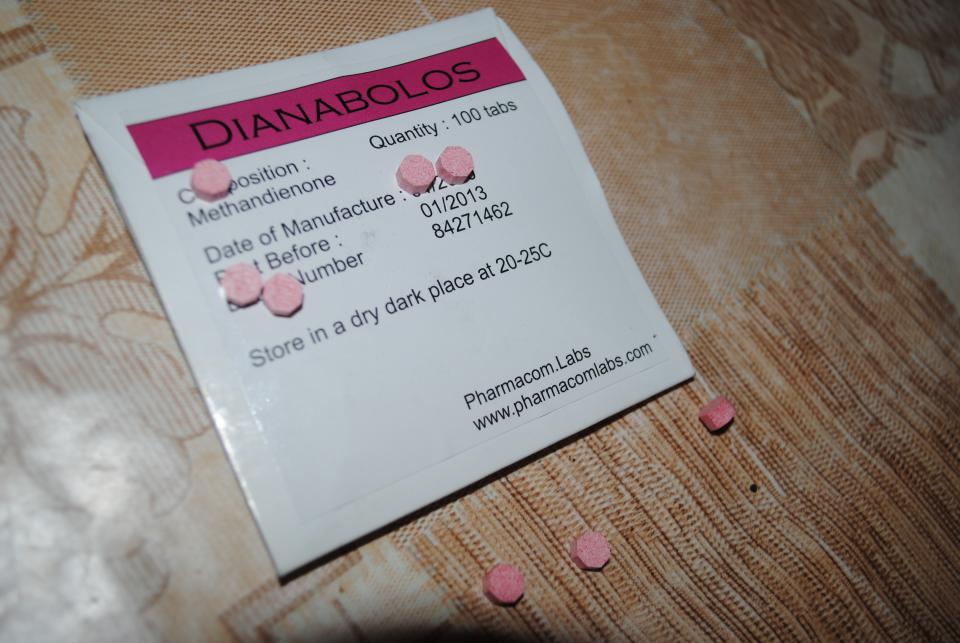 DIANABOLOS
Quantity : 100 tabs
Methandienone
Date of Manufacture :
Before :
01/2013
Number
84271462
Store in a dry dark place at 20-25C
Pharmacom.Labs
www.pharmacomlabs.com